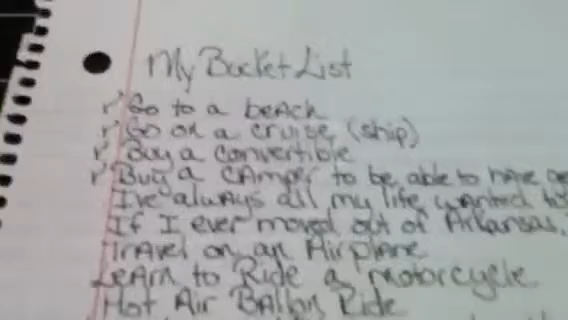 My Bucket List
✓ Go to a beach
✓ Go on a cruise (ship)
✓ Buy a convertible
✓ Buy a camper to be able to
I've always all my life wanted
If I ever moved out of Arkansas,
Travel on an Airplane
Learn to Ride a motorcycle
Hot Air Ballon Ride